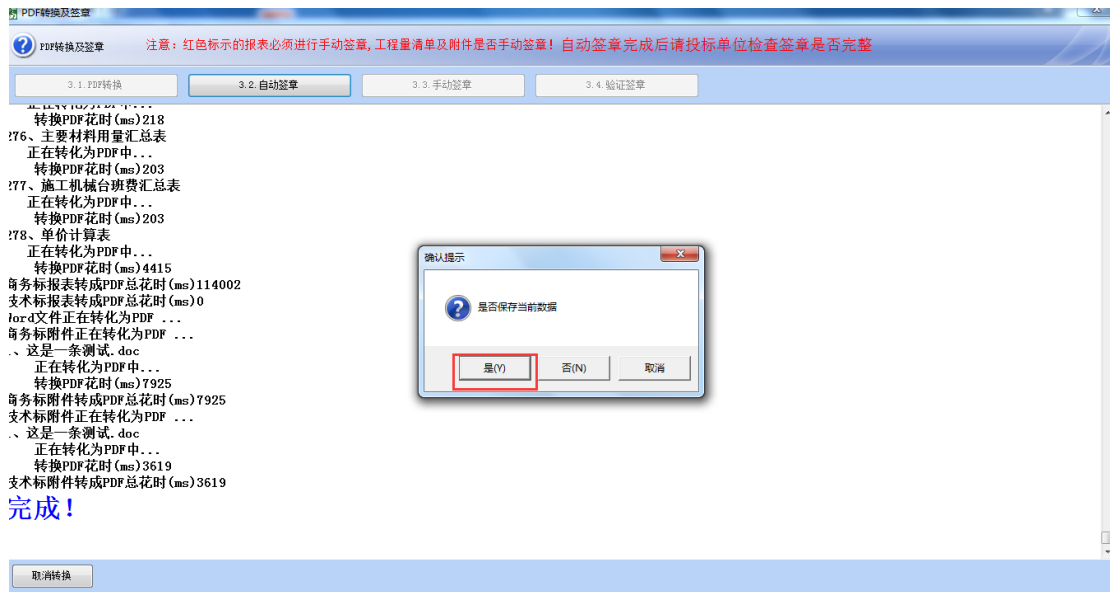 PDF转换及签章
PDF转换及签章
注意：红色标示的报表必须进行手动签章,工程量清单及附件是否手动签章！自动签章完成后请投标单位检查签章是否完整
3.1.PDF转换
3.2.自动签章
3.3.手动签章
3.4.验证签章
正在转化为PDF中...
转换PDF花时(ms)218
276、主要材料用量汇总表
正在转化为PDF中...
转换PDF花时(ms)203
277、施工机械台班费汇总表
正在转化为PDF中...
转换PDF花时(ms)203
278、单价计算表
正在转化为PDF中...
转换PDF花时(ms)4415
商务标报表转成PDF总花时(ms)114002
技术标报表转成PDF总花时(ms)0
Word文件正在转化为PDF ...
商务标附件正在转化为PDF ...
、这是一条测试.doc
正在转化为PDF中...
转换PDF花时(ms)7925
商务标附件转成PDF总花时(ms)7925
技术标附件正在转化为PDF ...
、这是一条测试.doc
正在转化为PDF中...
转换PDF花时(ms)3619
技术标附件转成PDF总花时(ms)3619
完成！
确认提示
是否保存当前数据
是(Y)
否(N)
取消
取消转换